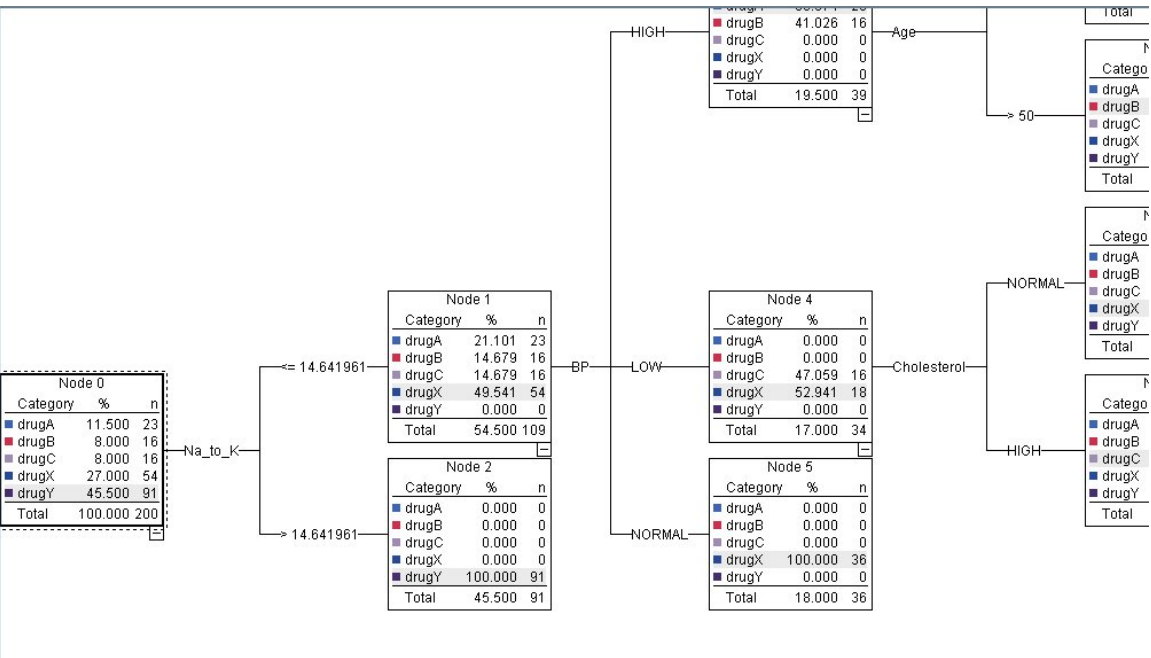 drugB 41.026 16
drugC 0.000 0
drugX 0.000 0
drugY 0.000 0
Total 19.500 39
HIGH
Age
Total
Catego
drugA
drugB
drugC
drugX
drugY
Total
> 50
Catego
drugA
drugB
drugC
drugX
drugY
Total
NORMAL
Node 1
Category % n
drugA 21.101 23
drugB 14.679 16
drugC 14.679 16
drugX 49.541 54
drugY 0.000 0
Total 54.500 109
<= 14.641961
BP
LOW
Node 4
Category % n
drugA 0.000 0
drugB 0.000 0
drugC 47.059 16
drugX 52.941 18
drugY 0.000 0
Total 17.000 34
Cholesterol
Node 0
Category % n
drugA 11.500 23
drugB 8.000 16
drugC 8.000 16
drugX 27.000 54
drugY 45.500 91
Total 100.000 200
Na_to_K
Catego
drugA
drugB
drugC
drugX
drugY
Total
HIGH
Node 2
Category % n
drugA 0.000 0
drugB 0.000 0
drugC 0.000 0
drugX 0.000 0
drugY 100.000 91
Total 45.500 91
> 14.641961
NORMAL
Node 5
Category % n
drugA 0.000 0
drugB 0.000 0
drugC 0.000 0
drugX 100.000 36
drugY 0.000 0
Total 18.000 36